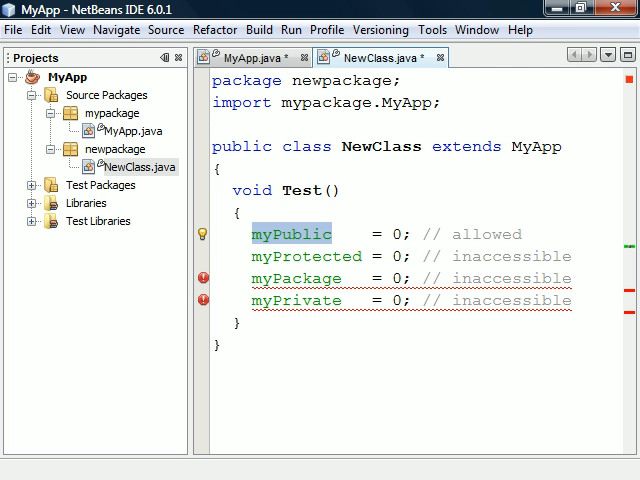 MyApp - NetBeans IDE 6.0.1
File Edit View Navigate Source Refactor Build Run Profile Versioning Tools Window Help
Projects
MyApp
Source Packages
mypackage
MyApp.java
newpackage
NewClass.java
Test Packages
Libraries
Test Libraries
MyApp.java * NewClass.java *
package newpackage;
import mypackage.MyApp;
public class NewClass extends MyApp
{
void Test()
{
myPublic = 0; // allowed
myProtected = 0; // inaccessible
myPackage = 0; // inaccessible
myPrivate = 0; // inaccessible
}
}